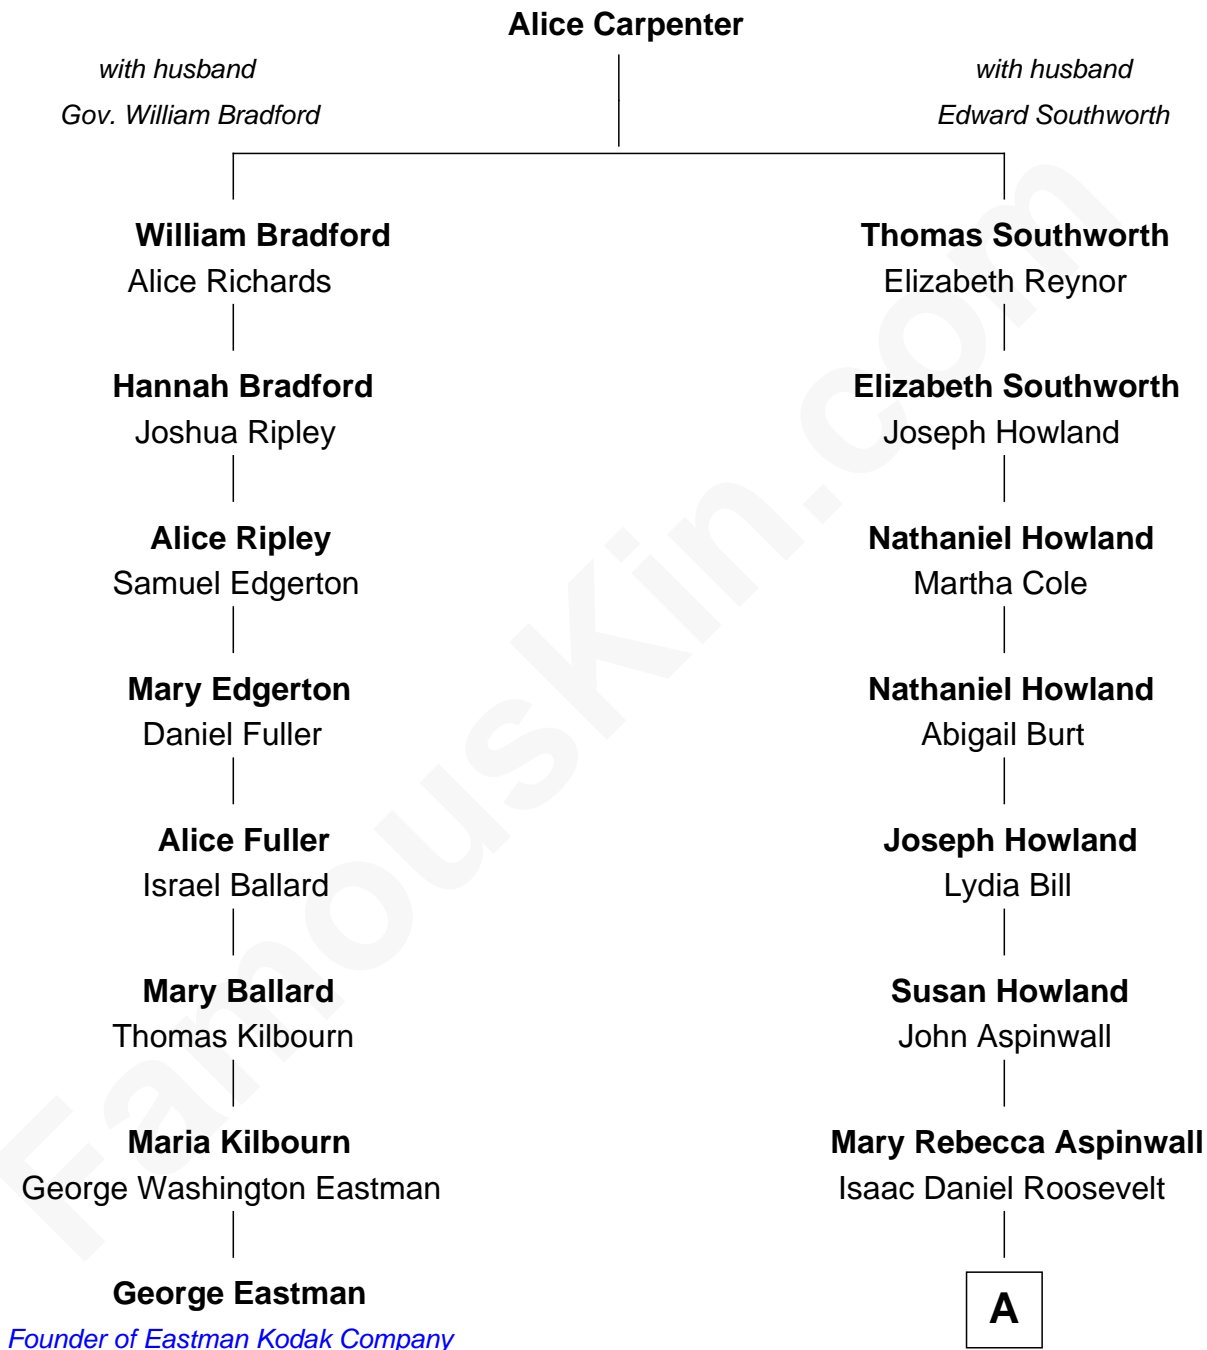 Alice Carpenter
with husband
Gov. William Bradford
with husband
Edward Southworth
William Bradford
Alice Richards
Thomas Southworth
Elizabeth Reynor
Hannah Bradford
Joshua Ripley
Elizabeth Southworth
Joseph Howland
Alice Ripley
Samuel Edgerton
Nathaniel Howland
Martha Cole
Mary Edgerton
Daniel Fuller
Nathaniel Howland
Abigail Burt
Alice Fuller
Israel Ballard
Joseph Howland
Lydia Bill
Mary Ballard
Thomas Kilbourn
Susan Howland
John Aspinwall
Maria Kilbourn
George Washington Eastman
Mary Rebecca Aspinwall
Isaac Daniel Roosevelt
George Eastman
Founder of Eastman Kodak Company
A
FamousKin.com